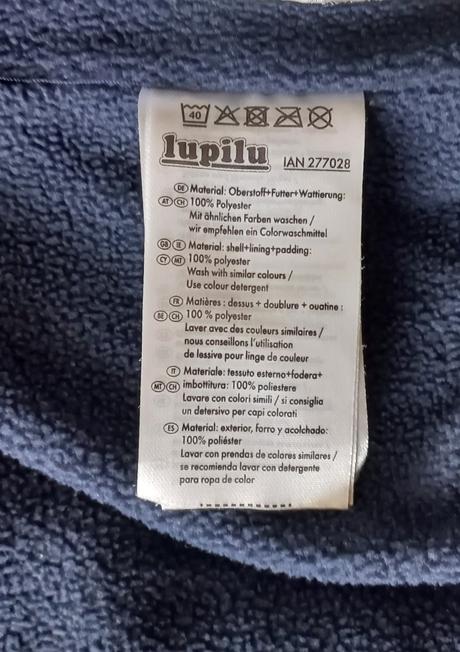 40
lupilu IAN 277028
DE Material: Oberstoff+Futter+Wattierung:
AT CH 100% Polyester
Mit ähnlichen Farben waschen /
wir empfehlen ein Colorwaschmittel
GB IE Material: shell+lining+padding:
CY MT 100% polyester
Wash with similar colours /
Use colour detergent
FR Matières : dessus + doublure + ouatine :
BE CH 100 % polyester
Laver avec des couleurs similaires /
nous conseillons l'utilisation
de lessive pour linge de couleur
IT Materiale: tessuto esterno+fodera+
MT CH imbottitura: 100% poliestere
Lavare con colori simili / si consiglia
un detersivo per capi colorati
ES Material: exterior, forro y acolchado:
100% poliéster
Lavar con prendas de colores similares /
se recomienda lavar con detergente
para ropa de color